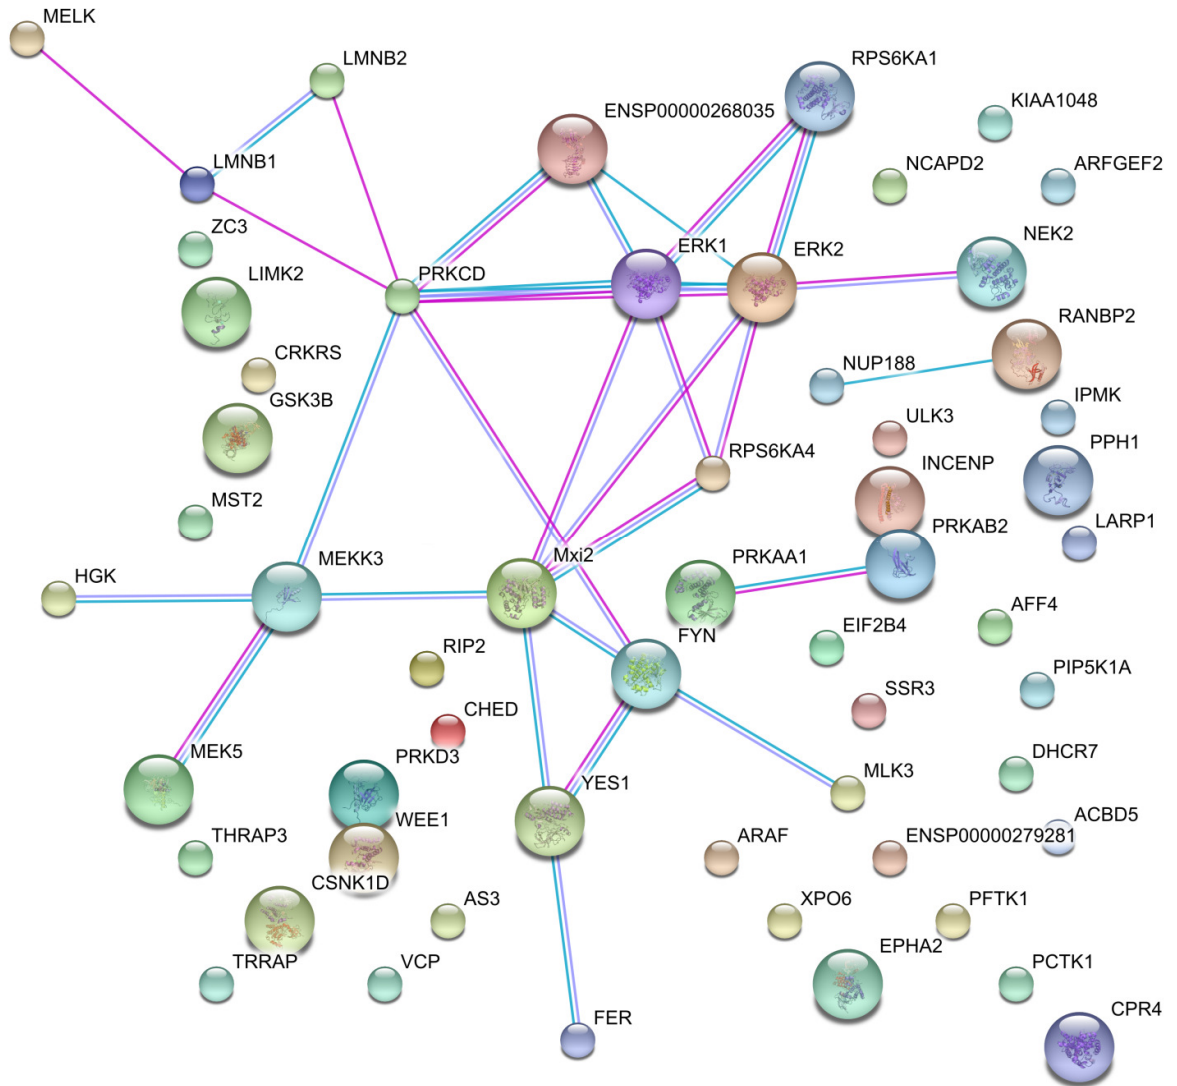 MELK
LMNB2
RPS6KA1
ENSP00000268035
KIAA1048
LMNB1
NCAPD2
ARFGEF2
ZC3
ERK1
ERK2
NEK2
LIMK2
PRKCD
RANBP2
CRKRS
NUP188
GSK3B
IPMK
ULK3
PPH1
RPS6KA4
INCENP
MST2
LARP1
PRKAB2
Mxi2
PRKAA1
MEKK3
HGK
AFF4
EIF2B4
FYN
RIP2
PIP5K1A
SSR3
CHED
MEK5
PRKD3
DHCR7
YES1
MLK3
WEE1
ACBD5
THRAP3
ARAF
ENSP00000279281
CSNK1D
AS3
XPO6
PFTK1
EPHA2
TRRAP
VCP
PCTK1
CPR4
FER